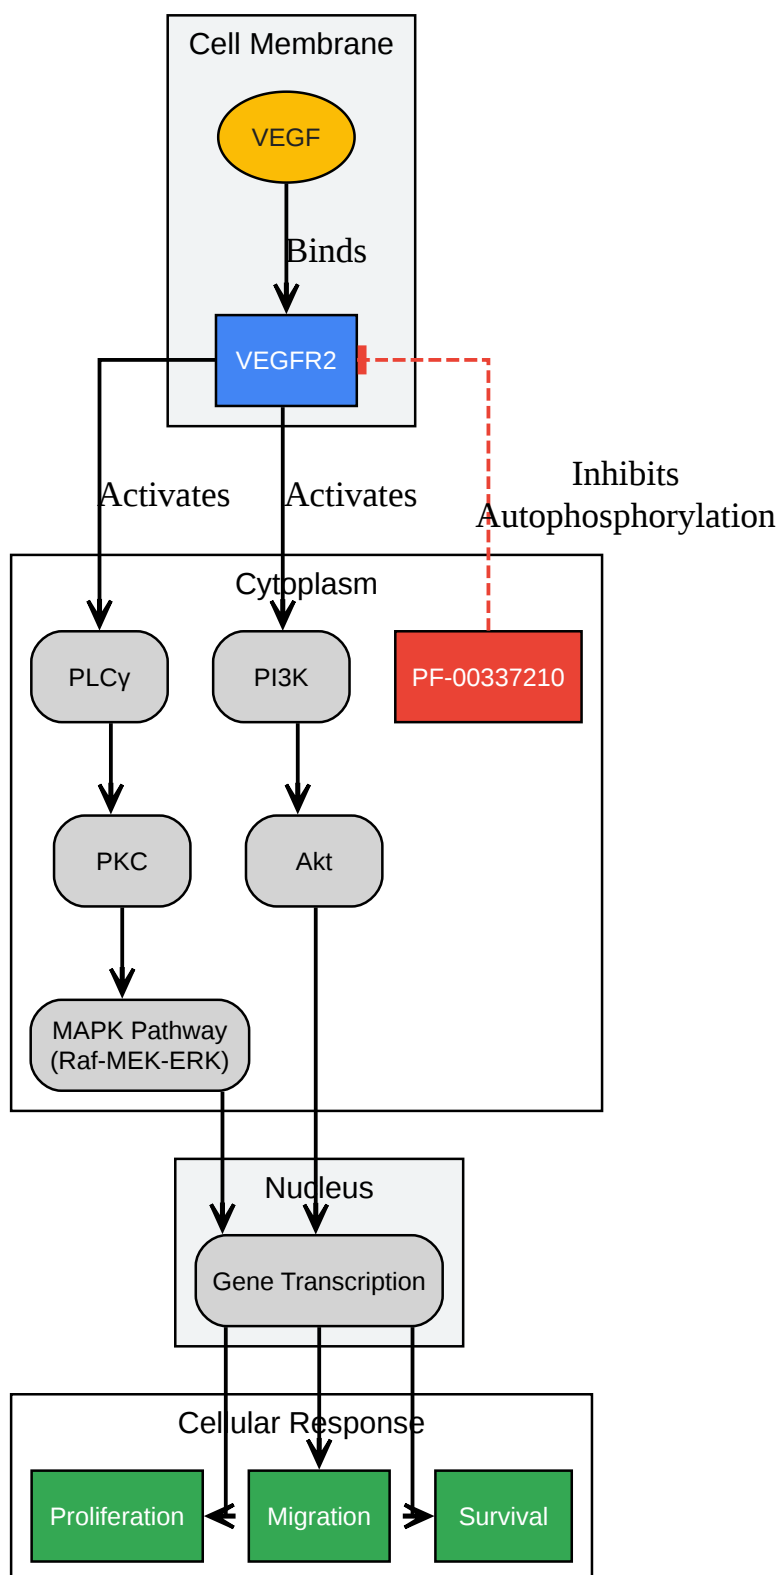 Cell Membrane
VEGF
Binds
VEGFR2
Activates
Activates
Inhibits
Autophosphorylation
Cytoplasm
PLCγ
PI3K
PF-00337210
PKC
Akt
MAPK Pathway
(Raf-MEK-ERK)
Nucleus
Gene Transcription
Cellular Response
Proliferation
Migration
Survival